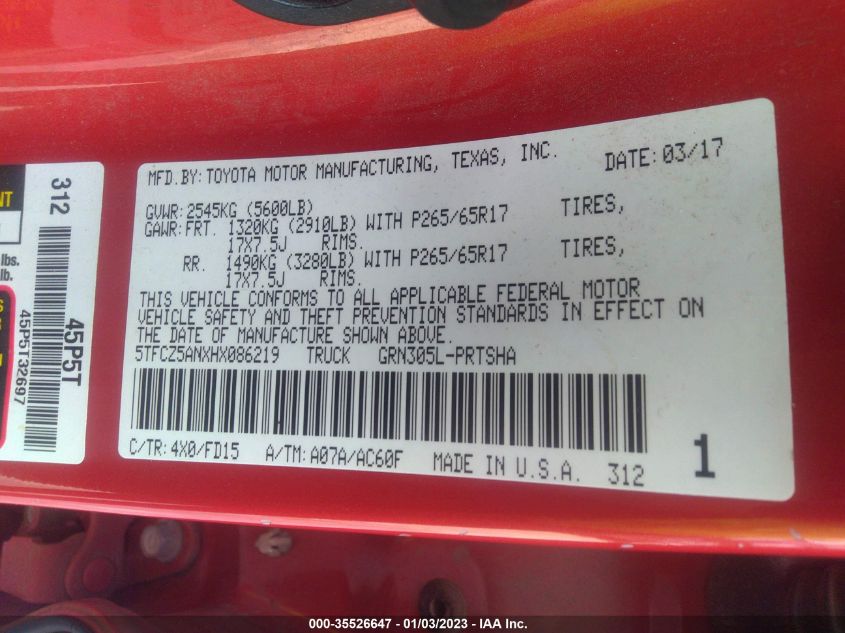 MFD.BY: TOYOTA MOTOR MANUFACTURING, TEXAS, INC. DATE: 03/17
GVWR: 2545KG (5600LB)
GAWR: FRT. 1320KG (2910LB) WITH P265/65R17 TIRES,
17X7.5J RIMS.
RR. 1490KG (3280LB) WITH P265/65R17 TIRES,
17X7.5J RIMS.
THIS VEHICLE CONFORMS TO ALL APPLICABLE FEDERAL MOTOR
VEHICLE SAFETY AND THEFT PREVENTION STANDARDS IN EFFECT ON
THE DATE OF MANUFACTURE SHOWN ABOVE.
5TFCZ5ANXHX086219 TRUCK GRN305L-PRTSHA
C/TR: 4X0/FD15 A/TM: A07A/AC60F MADE IN U.S.A. 312
1
312
45P5T
45P5T32697
NT
lbs.
lb.
000-35526647 - 01/03/2023 - IAA Inc.